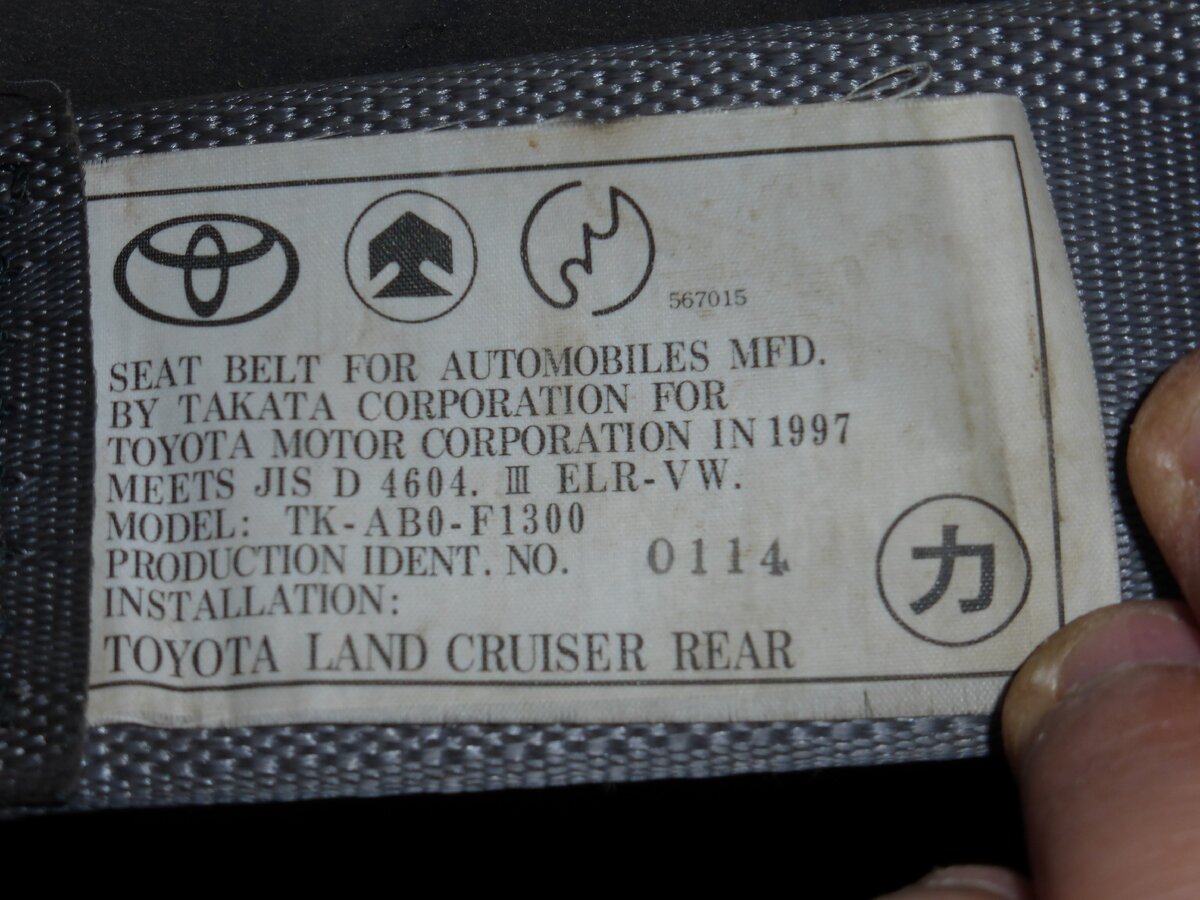 567015
SEAT BELT FOR AUTOMOBILES MFD.
BY TAKATA CORPORATION FOR
TOYOTA MOTOR CORPORATION IN 1997
MEETS JIS D 4604. Ⅲ ELR-VW.
MODEL: TK-AB0-F1300
PRODUCTION IDENT. NO. 0114
INSTALLATION:
TOYOTA LAND CRUISER REAR
力